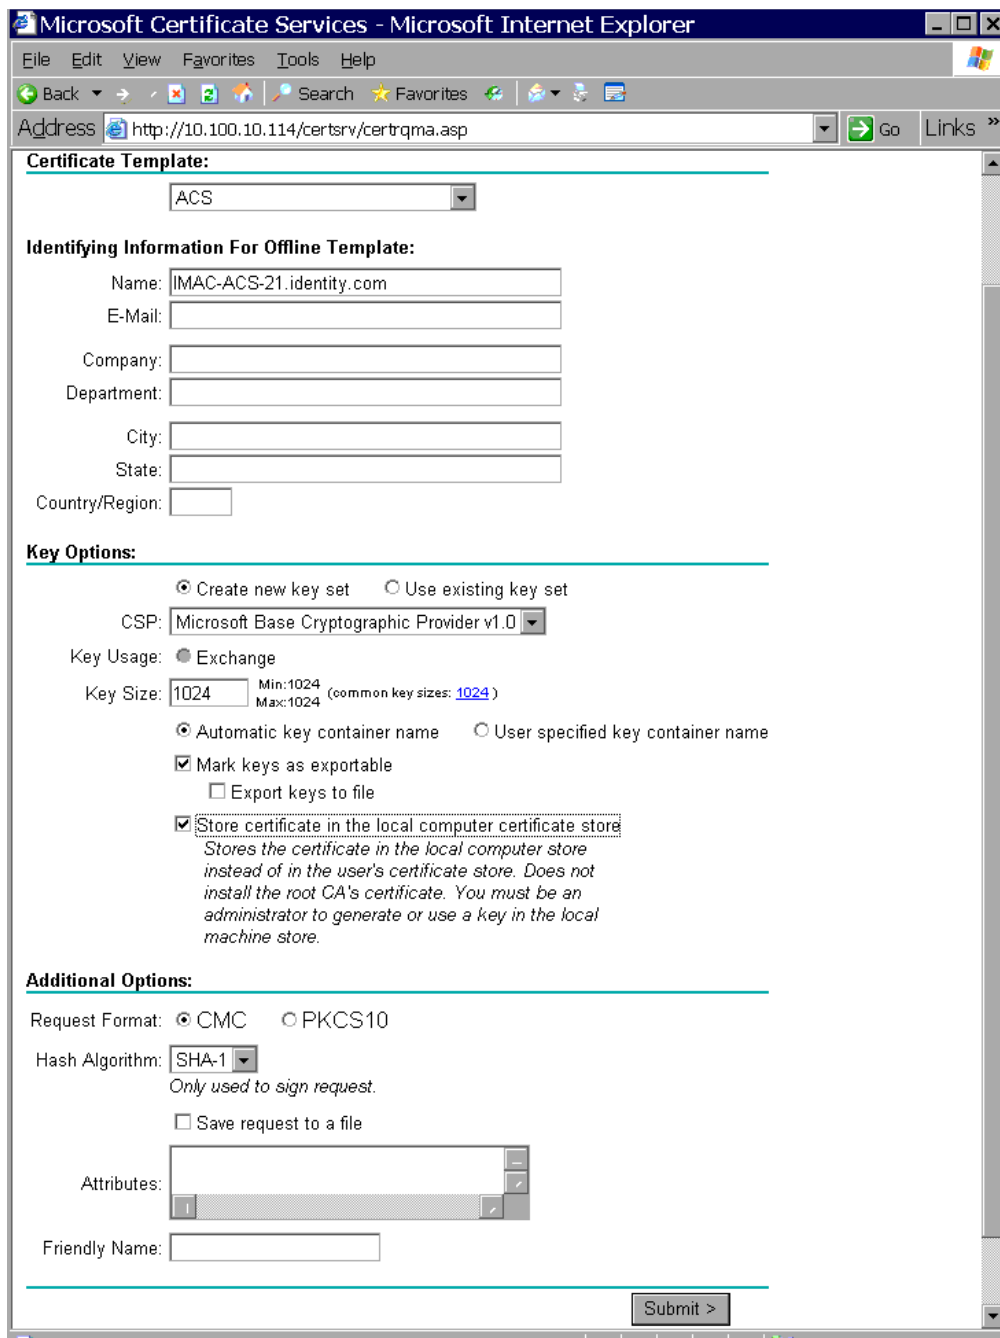 Microsoft Certificate Services - Microsoft Internet Explorer
File Edit View Favorites Tools Help
Back Search Favorites
Address http://10.100.10.114/certsrv/certrqma.asp Go Links »
Certificate Template:
ACS
Identifying Information For Offline Template:
Name: IMAC-ACS-21.identity.com
E-Mail:
Company:
Department:
City:
State:
Country/Region:
Key Options:
Create new key set Use existing key set
CSP: Microsoft Base Cryptographic Provider v1.0
Key Usage: Exchange
Key Size: 1024 Min:1024 Max:1024 (common key sizes: 1024 )
Automatic key container name User specified key container name
Mark keys as exportable
Export keys to file
Store certificate in the local computer certificate store
Stores the certificate in the local computer store
instead of in the user's certificate store. Does not
install the root CA's certificate. You must be an
administrator to generate or use a key in the local
machine store.
Additional Options:
Request Format: CMC PKCS10
Hash Algorithm: SHA-1
Only used to sign request.
Save request to a file
Attributes:
Friendly Name:
Submit >